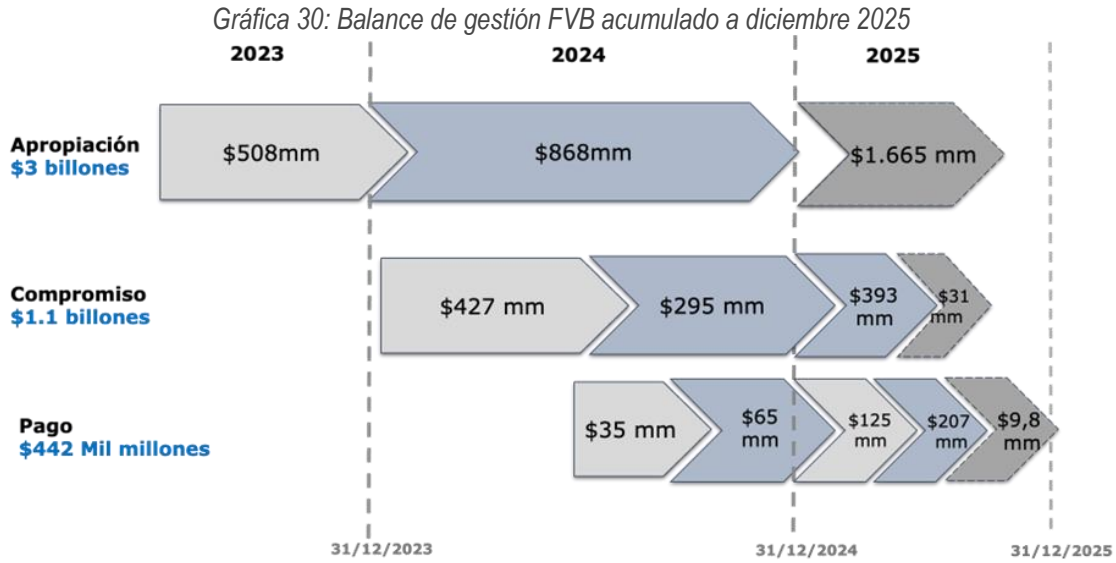 Gráfica 30: Balance de gestión FVB acumulado a diciembre 2025
2023
2024
2025
Apropiación
$3 billones
$508mm
$868mm
$1.665 mm
Compromiso
$1.1 billones
$427 mm
$295 mm
$393
mm
$31
mm
Pago
$442 Mil millones
$35 mm
$65
mm
$125
mm
$207
mm
$9,8
mm
31/12/2023
31/12/2024
31/12/2025